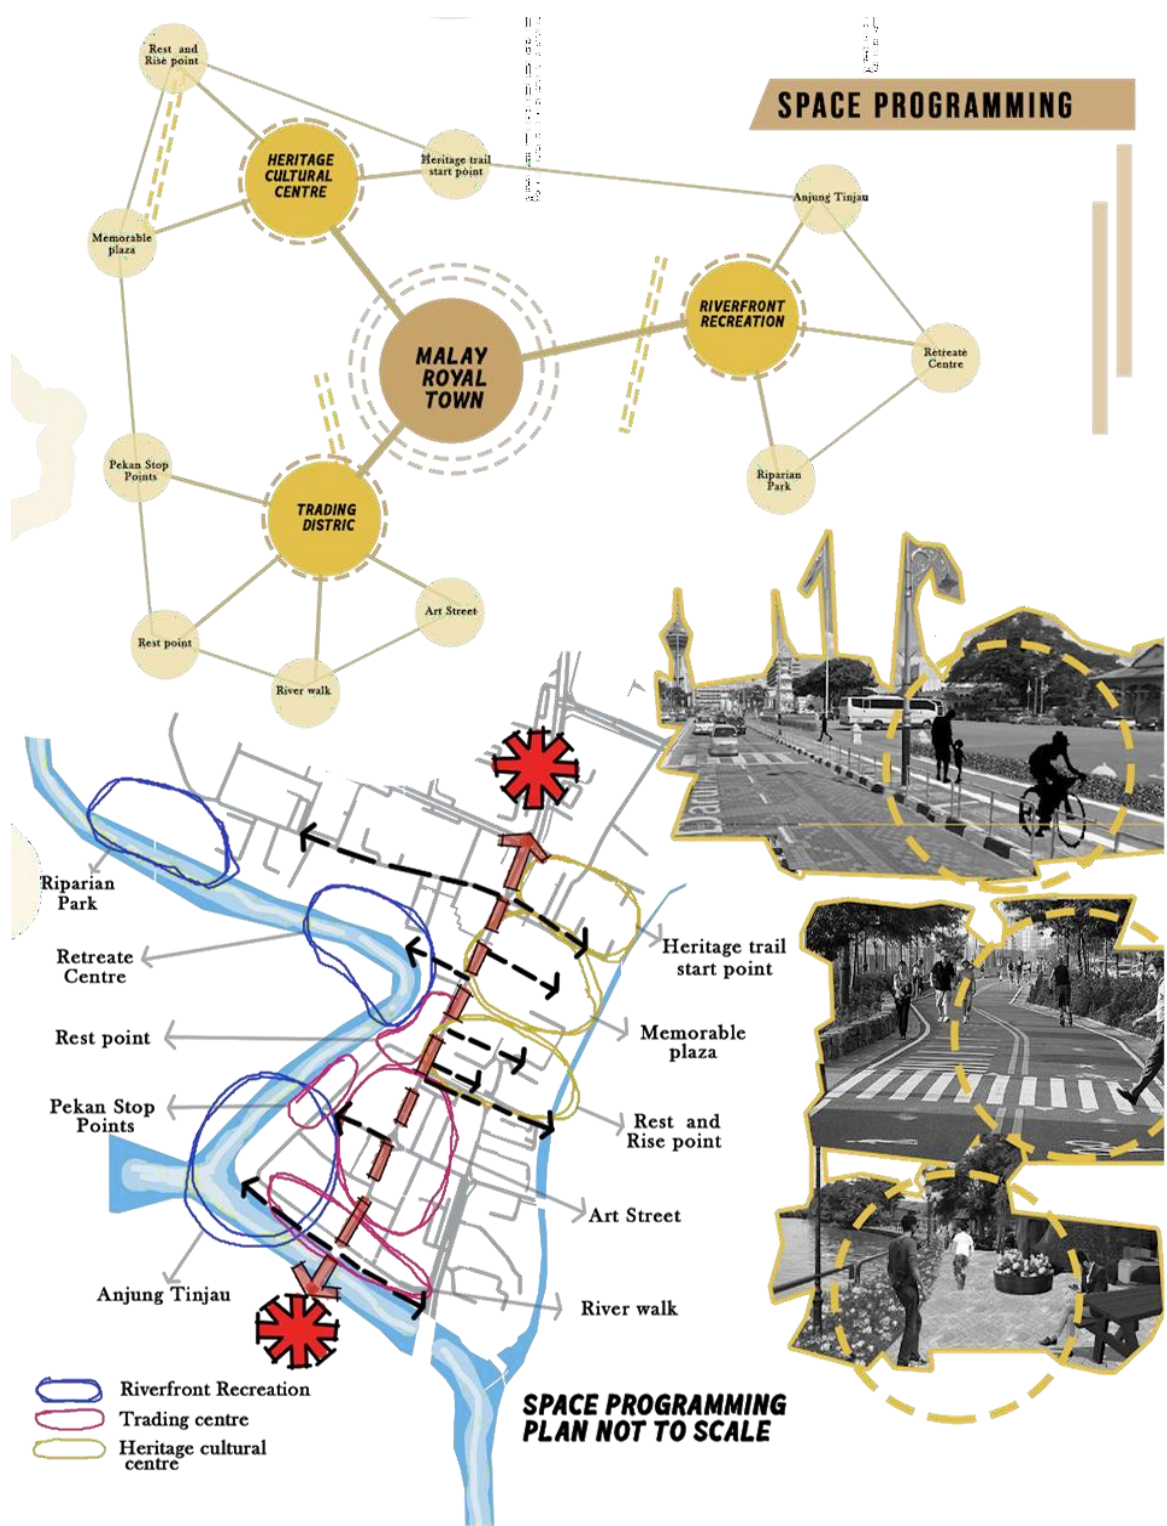 SPACE PROGRAMMING
Rest and
Rise point
HERITAGE
CULTURAL
CENTRE
Heritage trail
start point
Anjung Tinjau
Memorable
plaza
RIVERFRONT
RECREATION
MALAY
ROYAL
TOWN
Retreate
Centre
Pekan Stop
Points
Riparian
Park
TRADING
DISTRIC
Art Street
Rest point
River walk
Riparian
Park
Retreate
Centre
Heritage trail
start point
Rest point
Memorable
plaza
Pekan Stop
Points
Rest and
Rise point
Art Street
Anjung Tinjau
River walk
Riverfront Recreation
Trading centre
Heritage cultural
centre
SPACE PROGRAMMING
PLAN NOT TO SCALE